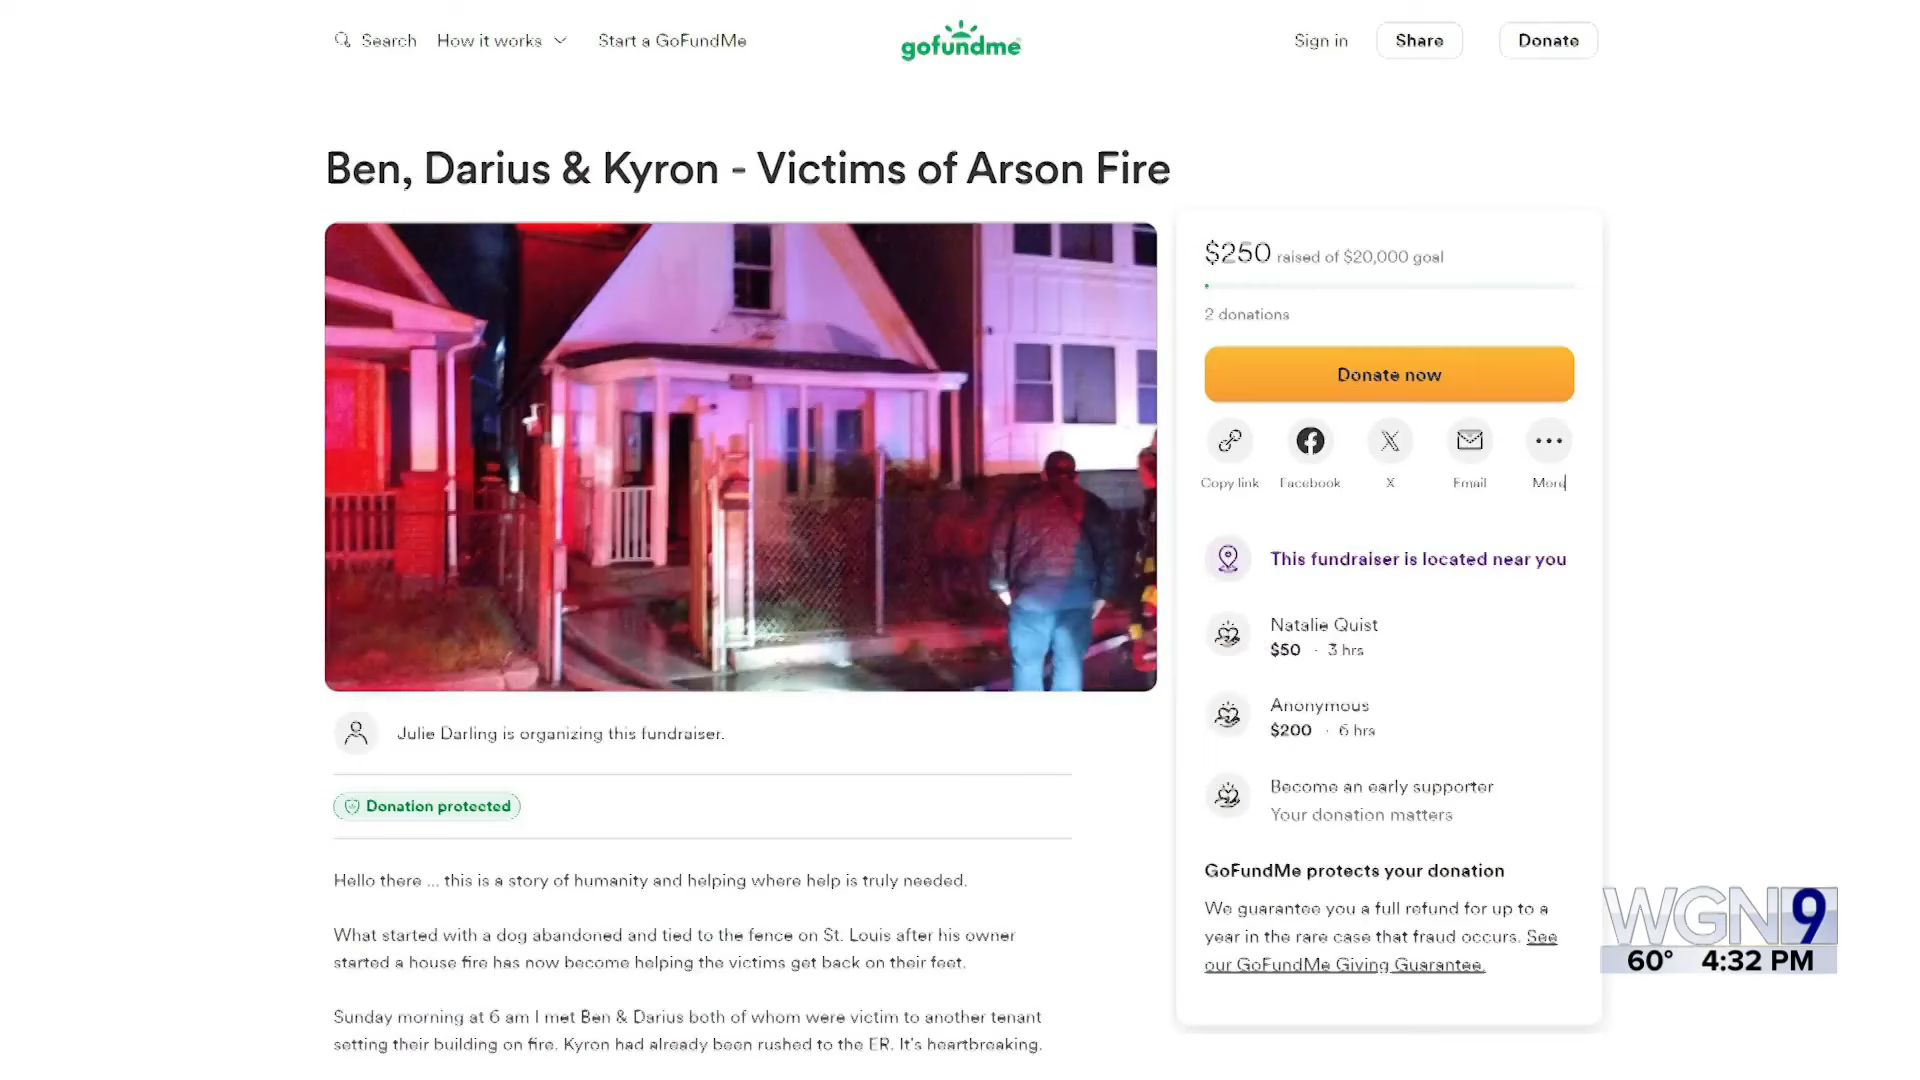 Search How it works Start a GoFundMe gofundme Sign in Share Donate
Ben, Darius & Kyron - Victims of Arson Fire
$250 raised of $20,000 goal
2 donations
Donate now
Copy link Facebook X Email More
This fundraiser is located near you
Natalie Quist
$50 · 3 hrs
Anonymous
$200 · 6 hrs
Become an early supporter
Your donation matters
GoFundMe protects your donation
We guarantee you a full refund for up to a
year in the rare case that fraud occurs. See
our GoFundMe Giving Guarantee.
Julie Darling is organizing this fundraiser.
Donation protected
Hello there ... this is a story of humanity and helping where help is truly needed.
What started with a dog abandoned and tied to the fence on St. Louis after his owner
started a house fire has now become helping the victims get back on their feet.
Sunday morning at 6 am I met Ben & Darius both of whom were victim to another tenant
setting their building on fire. Kyron had already been rushed to the ER. It's heartbreaking.
WGN9
60° 4:32 PM